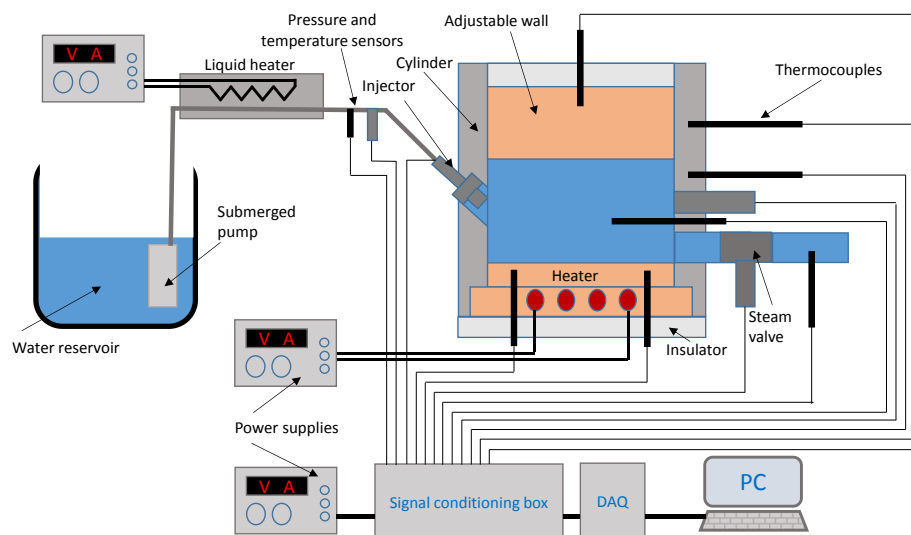 Pressure and
temperature sensors
Adjustable wall
V A
Liquid heater
Cylinder
Injector
Thermocouples
Submerged
pump
Heater
Water reservoir
V A
Insulator
Steam
valve
Power supplies
V A
Signal conditioning box
DAQ
PC